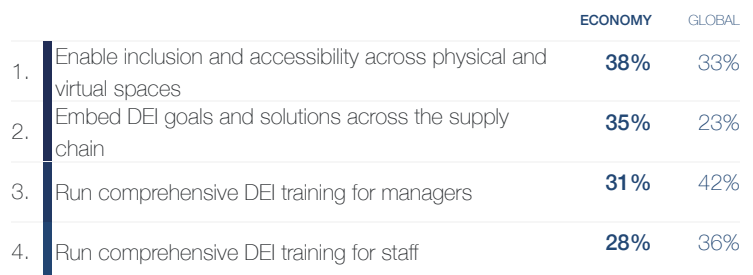 ECONOMY GLOBAL
1. Enable inclusion and accessibility across physical and virtual spaces 38% 33%
2. Embed DEI goals and solutions across the supply chain 35% 23%
3. Run comprehensive DEI training for managers 31% 42%
4. Run comprehensive DEI training for staff 28% 36%